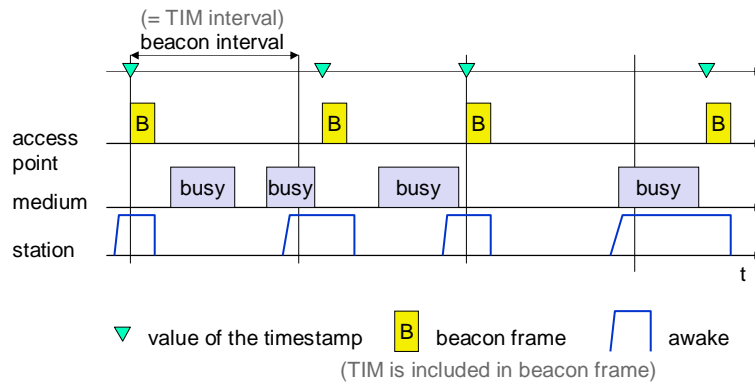 (= TIM interval)
beacon interval
B B B B
access
point
busy busy busy busy
medium
station
t
value of the timestamp B beacon frame awake
(TIM is included in beacon frame)